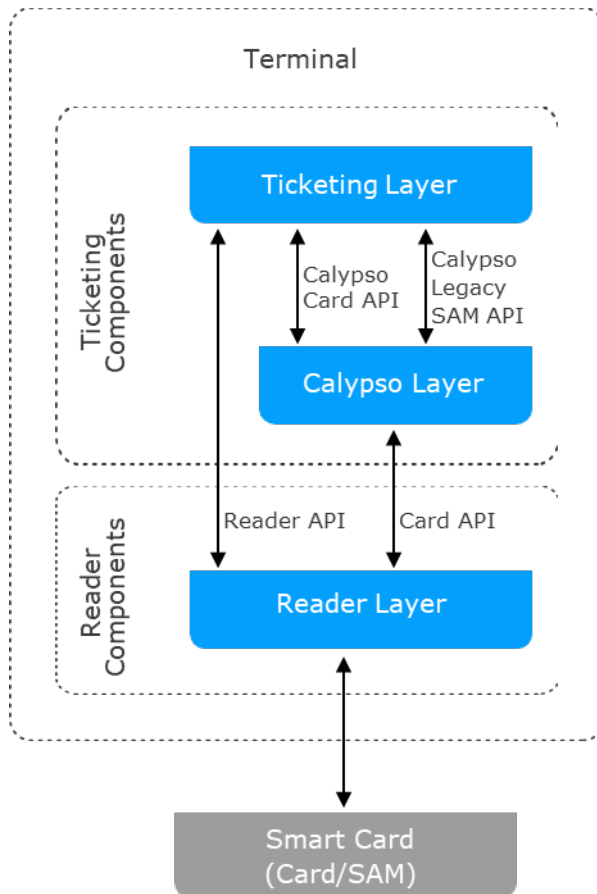 Terminal
Ticketing
Components
Ticketing Layer
Calypso
Card API
Calypso
Legacy
SAM API
Calypso Layer
Reader API
Card API
Reader
Components
Reader Layer
Smart Card
(Card/SAM)